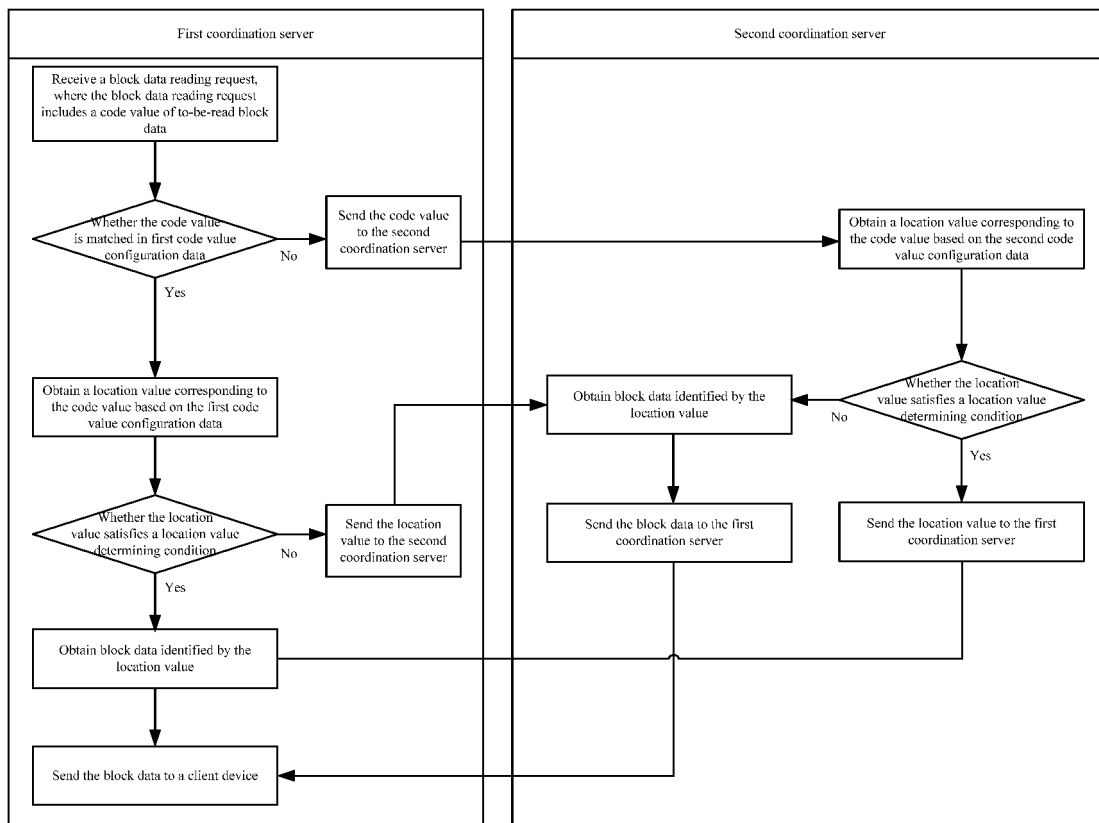 First coordination server
Second coordination server
Receive a block data reading request,
where the block data reading request
includes a code value of to-be-read block
data
Whether the code value
is matched in first code value
configuration data
No
Yes
Send the code value
to the second
coordination server
Obtain a location value corresponding to
the code value based on the second code
value configuration data
Obtain a location value corresponding to
the code value based on the first code
value configuration data
Obtain block data identified by the
location value
No
Whether the location
value satisfies a location value
determining condition
Yes
Whether the location
value satisfies a location value
determining condition
No
Yes
Send the location
value to the second
coordination server
Send the block data to the first
coordination server
Send the location value to the first
coordination server
Obtain block data identified by the
location value
Send the block data to a client device